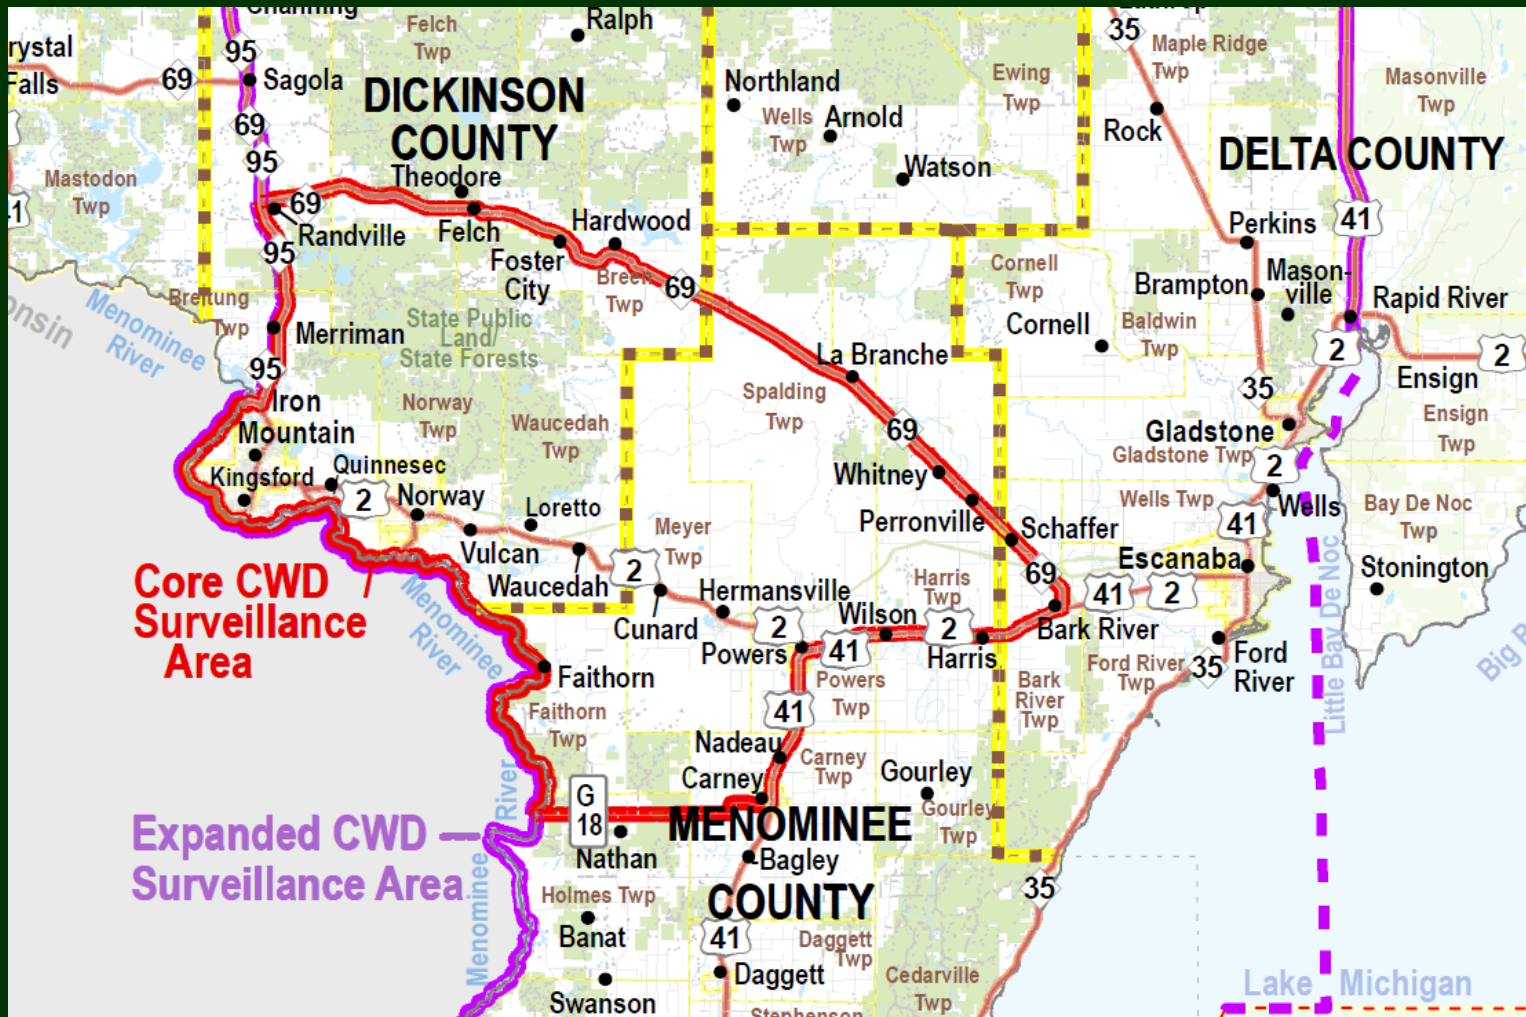 Channing
Ralph
Felch
Twp
35
rystal
Falls
69
95
Sagola
DICKINSON
COUNTY
Northland
Wells
Twp
Arnold
Watson
Ewing
Twp
Maple Ridge
Twp
Rock
Masonville
Twp
DELTA COUNTY
69
95
Mastodon
Twp
Theodore
69
Randville
Felch
Hardwood
Foster
City
Breen
Twp
69
95
Perkins
41
Cornell
Twp
Brampton
Mason-
ville
Rapid River
Breitung
Twp
Menominee
River
onsin
Merriman
State Public
Land/
State Forests
95
Cornell
Baldwin
Twp
2
2
Ensign
La Branche
Spalding
Twp
35
Iron
Mountain
Norway
Twp
Waucedah
Twp
69
Gladstone
Gladstone Twp
Ensign
Twp
Kingsford
Quinnesec
2
Norway
Loretto
Vulcan
Waucedah
Whitney
Perronville
Schaffer
Wells Twp
2
Wells
41
Bay De Noc
Twp
Meyer
Twp
2
Escanaba
Stonington
Core CWD
Surveillance
Area
Menominee
River
Hermansville
Cunard
2
Powers
41
Wilson
Harris
Twp
2
Harris
69
41
2
Bark River
Little Bay De Noc
Big
Faithorn
Faithorn
Twp
Powers
Twp
Bark
River
Twp
Ford River
Twp
35
Ford
River
41
Nadeau
Carney
Carney
Twp
Gourley
Gourley
Twp
River
G
18
Nathan
MENOMINEE
COUNTY
Expanded CWD
Surveillance Area
Menominee
Bagley
Holmes Twp
Banat
41
Daggett
Daggett
Twp
35
Cedarville
Twp
Swanson
Stephenson
Lake Michigan